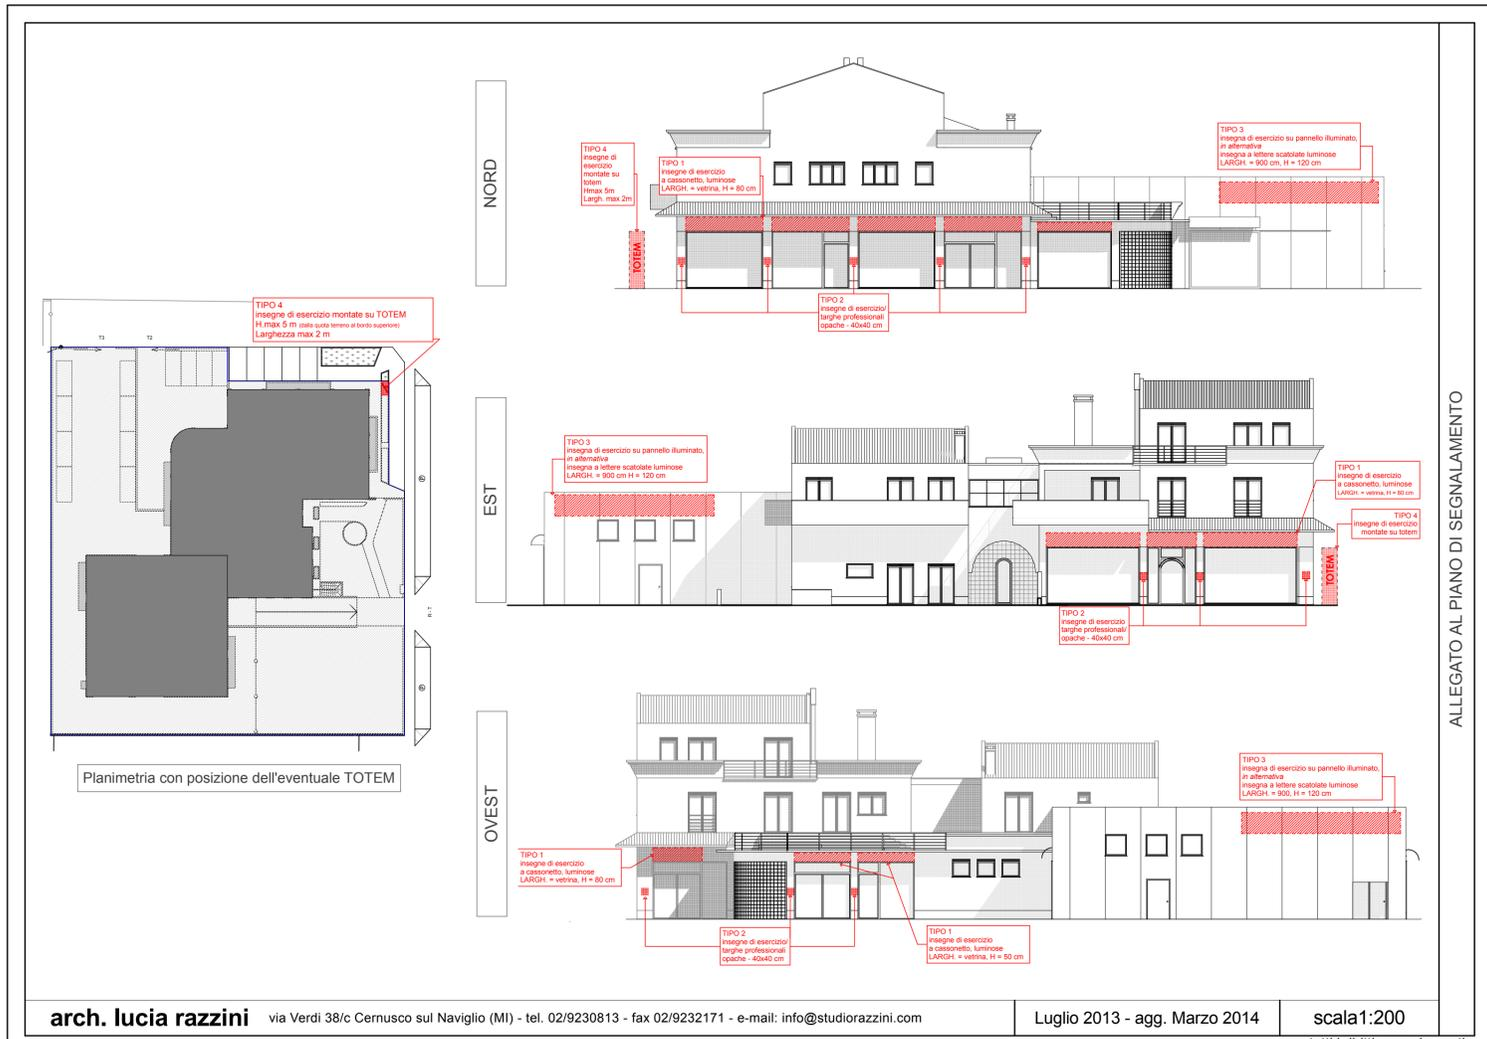 NORD
TIPO 4
insegne di
esercizio
montate su
totem
Hmax 5m
Largh. max 2m
TIPO 1
insegne di esercizio
a cassonetto, luminose
LARGH. = vetrina, H = 80 cm
TIPO 3
insegna di esercizio su pannello illuminato,
in alternativa
insegna a lettere scatolate luminose
LARGH. = 900 cm, H = 120 cm
TOTEM
TIPO 2
insegne di esercizio/
targhe professionali
opache - 40x40 cm
TIPO 4
insegne di esercizio montate su TOTEM
H.max 5 m (dalla quota terreno al bordo superiore)
Larghezza max 2 m
T3
T2
R - T
Planimetria con posizione dell'eventuale TOTEM
EST
TIPO 3
insegna di esercizio su pannello illuminato,
in alternativa
insegna a lettere scatolate luminose
LARGH. = 900 cm H = 120 cm
TIPO 1
insegne di esercizio
a cassonetto, luminose
LARGH. = vetrina, H = 80 cm
TIPO 4
insegne di esercizio
montate su totem
TOTEM
TIPO 2
insegne di esercizio
targhe professionali/
opache - 40x40 cm
OVEST
TIPO 3
insegna di esercizio su pannello illuminato,
in alternativa
insegna a lettere scatolate luminose
LARGH. = 900, H = 120 cm
TIPO 1
insegne di esercizio
a cassonetto, luminose
LARGH. = vetrina, H = 80 cm
TIPO 2
insegne di esercizio/
targhe professionali
opache - 40x40 cm
TIPO 1
insegne di esercizio
a cassonetto, luminose
LARGH. = vetrina, H = 50 cm
ALLEGATO AL PIANO DI SEGNALAMENTO
arch. lucia razzini via Verdi 38/c Cernusco sul Naviglio (MI) - tel. 02/9230813 - fax 02/9232171 - e-mail: info@studiorazzini.com
Luglio 2013 - agg. Marzo 2014
scala1:200